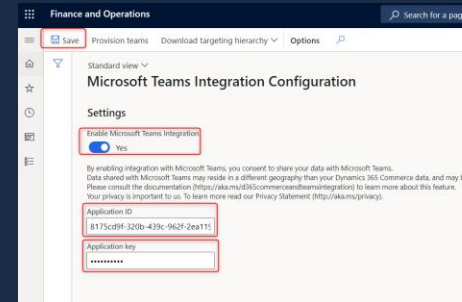 Finance and Operations
Search for a pag
Save Provision teams Download targeting hierarchy Options
Standard view
Microsoft Teams Integration Configuration
Settings
Enable Microsoft Teams Integration
Yes
By enabling integration with Microsoft Teams, you consent to share your data with Microsoft Teams.
Data shared with Microsoft Teams may reside in a different geography than your Dynamics 365 Commerce data, and may b
Please consult the documentation (https://aka.ms/d365commerceandteamsintegration) to learn more about this feature.
Your privacy is important to us. To learn more read our Privacy Statement (http://aka.ms/privacy).
Application ID
8175cd9f-320b-439c-962f-2ea115
Application key
••••••••••